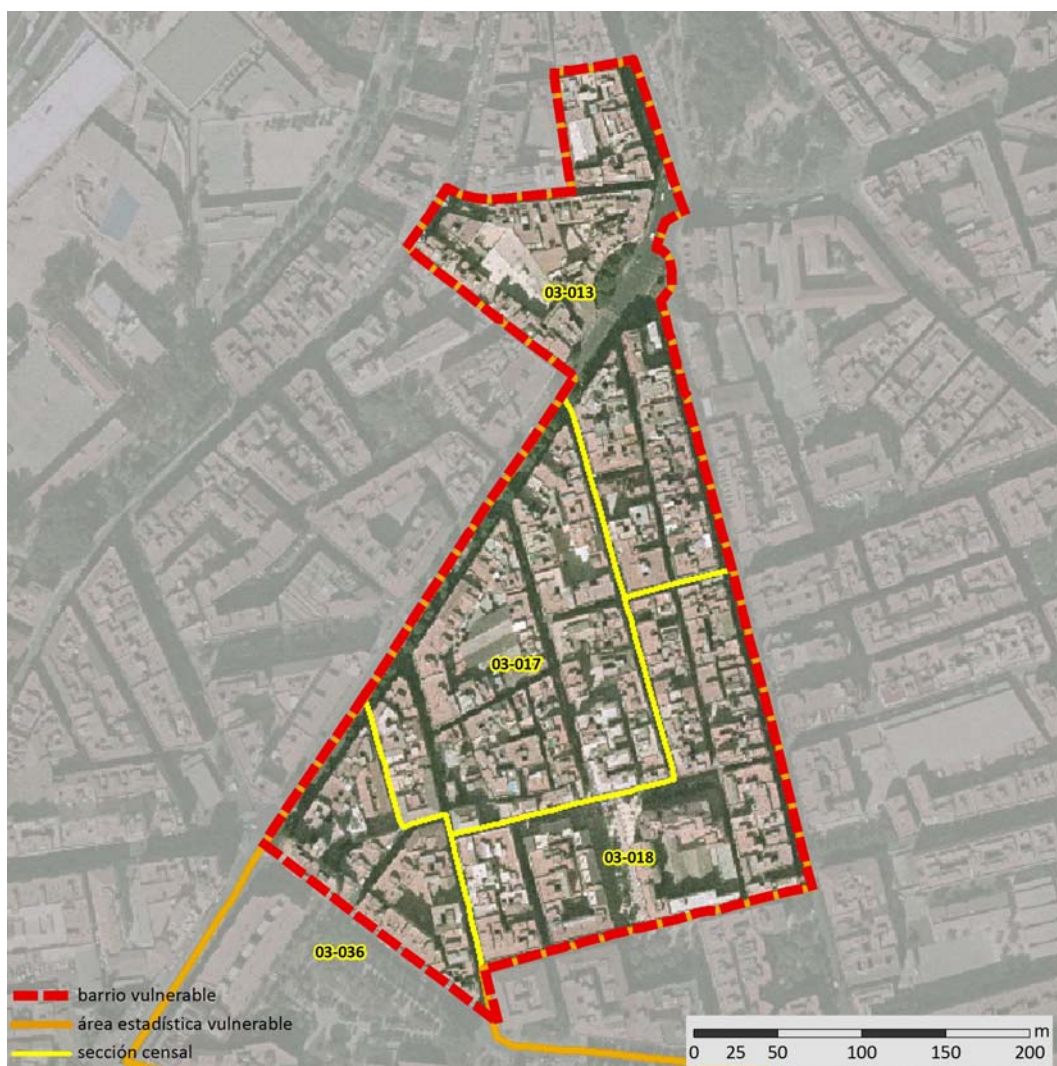 03-013
03-017
03-018
03-036
barrio vulnerable
área estadística vulnerable
sección censal
m
0 25 50 100 150 200